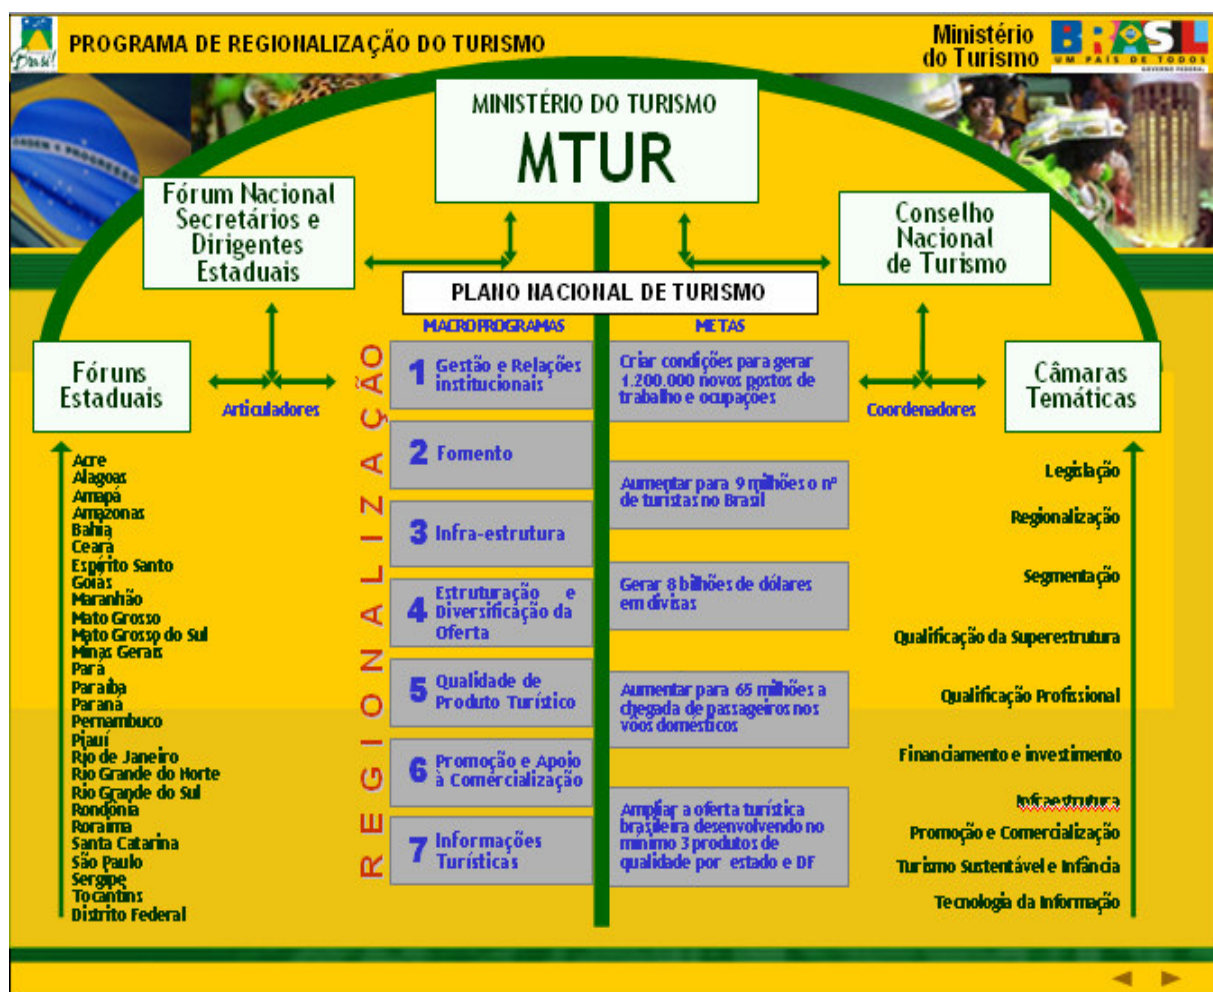 Brasil
PROGRAMA DE REGIONALIZAÇÃO DO TURISMO
Ministério
do Turismo
BRASIL
UM PAÍS DE TODOS
GOVERNO FEDERAL
ORDEM E PROGRESSO
MINISTÉRIO DO TURISMO
MTUR
Fórum Nacional
Secretários e
Dirigentes
Estaduais
Conselho
Nacional
de Turismo
PLANO NACIONAL DE TURISMO
MACROPROGRAMAS
METAS
Fóruns
Estaduais
Articuladores
Coordenadores
Câmaras
Temáticas
REGIONALIZAÇÃO
1 Gestão e Relações
institucionais
2 Fomento
3 Infra-estrutura
4 Estruturação e
Diversificação da
Oferta
5 Qualidade de
Produto Turístico
6 Promoção e Apoio
à Comercialização
7 Informações
Turísticas
Criar condições para gerar
1.200.000 novos postos de
trabalho e ocupações
Aumentar para 9 milhões o nº
de turistas no Brasil
Gerar 8 bilhões de dólares
em divisas
Aumentar para 65 milhões a
chegada de passageiros nos
vôos domésticos
Ampliar a oferta turística
brasileira desenvolvendo no
mínimo 3 produtos de
qualidade por estado e DF
Acre
Alagoas
Amapá
Amazonas
Bahia
Ceará
Espírito Santo
Goiás
Maranhão
Mato Grosso
Mato Grosso do Sul
Minas Gerais
Pará
Paraíba
Paraná
Pernambuco
Piauí
Rio de Janeiro
Rio Grande do Norte
Rio Grande do Sul
Rondônia
Roraima
Santa Catarina
São Paulo
Sergipe
Tocantins
Distrito Federal
Legislação
Regionalização
Segmentação
Qualificação da Superestrutura
Qualificação Profissional
Financiamento e investimento
Infraestrutura
Promoção e Comercialização
Turismo Sustentável e Infância
Tecnologia da Informação